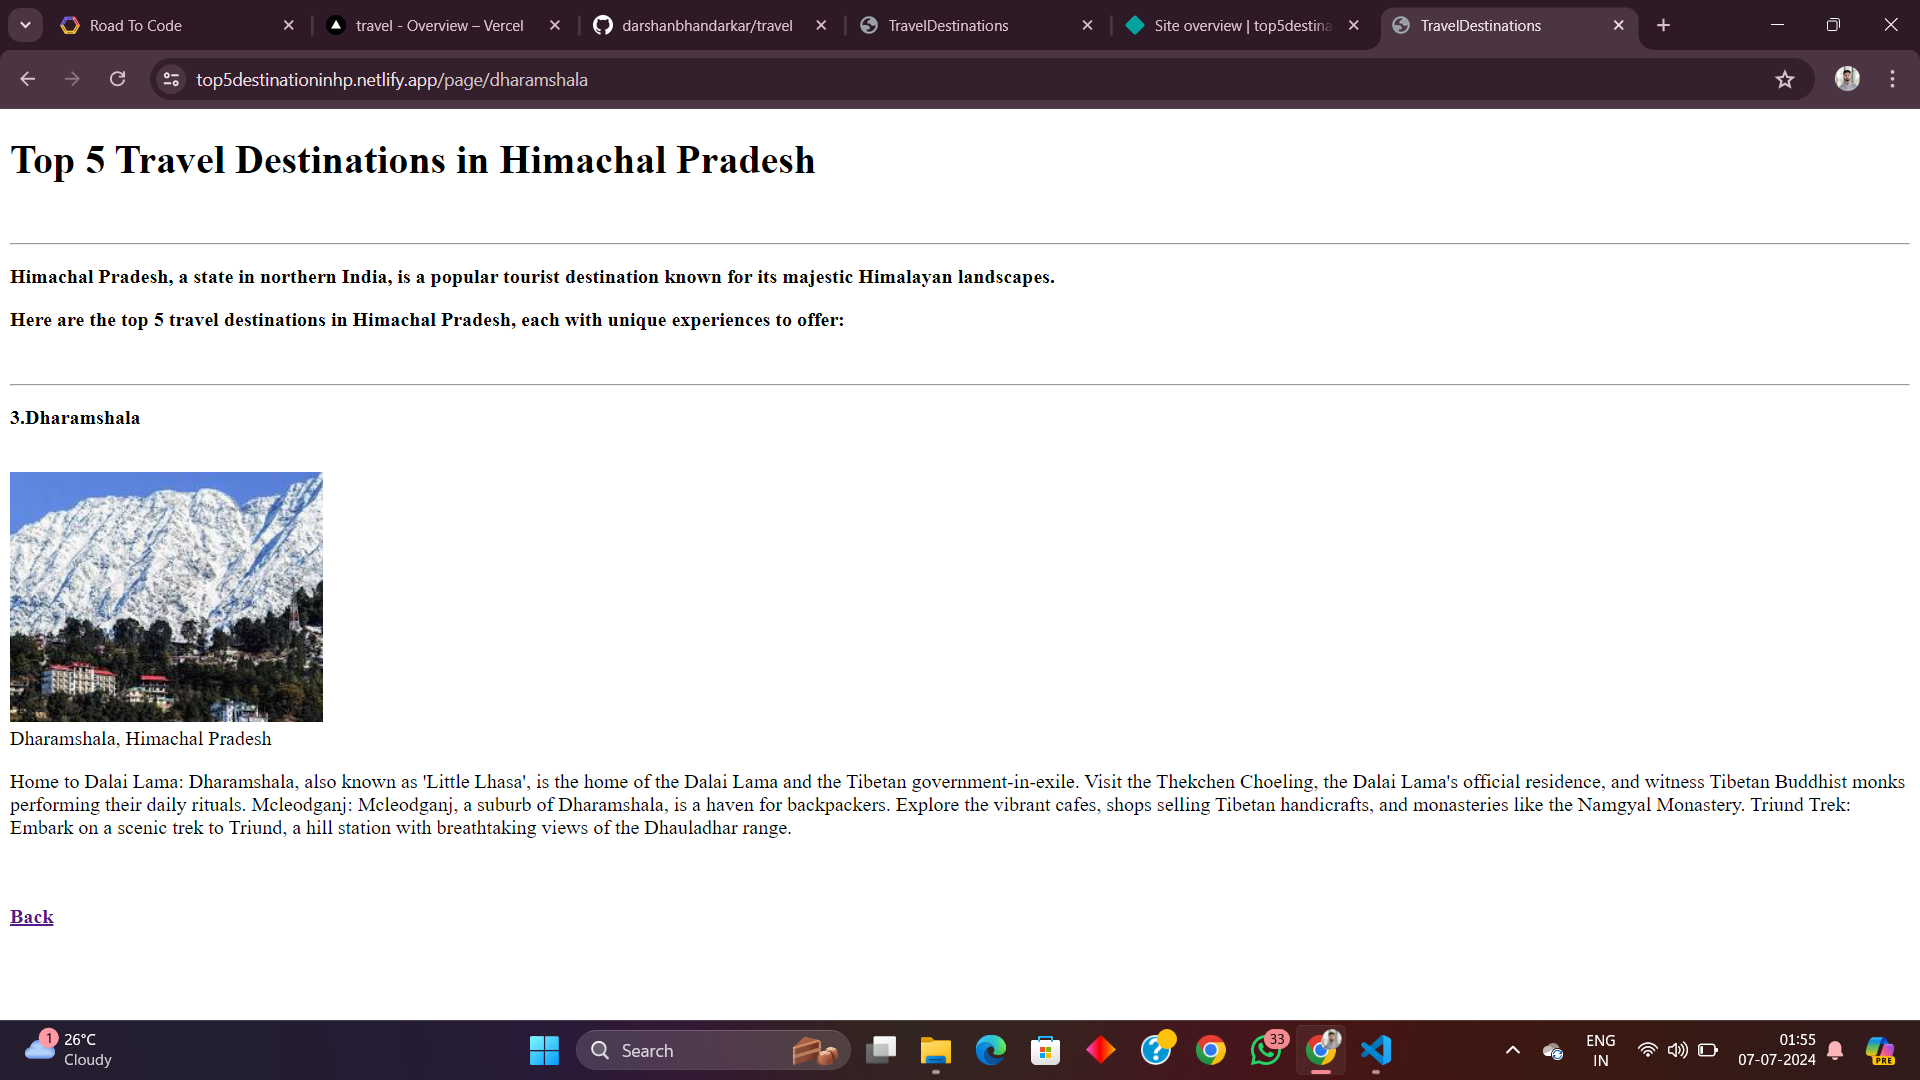 Road To Code
travel - Overview – Vercel
darshanbhandarkar/travel
TravelDestinations
Site overview | top5destina
TravelDestinations
top5destinationinhp.netlify.app/page/dharamshala
Top 5 Travel Destinations in Himachal Pradesh
Himachal Pradesh, a state in northern India, is a popular tourist destination known for its majestic Himalayan landscapes.
Here are the top 5 travel destinations in Himachal Pradesh, each with unique experiences to offer:
3.Dharamshala
Dharamshala, Himachal Pradesh
Home to Dalai Lama: Dharamshala, also known as 'Little Lhasa', is the home of the Dalai Lama and the Tibetan government-in-exile. Visit the Thekchen Choeling, the Dalai Lama's official residence, and witness Tibetan Buddhist monks
performing their daily rituals. Mcleodganj: Mcleodganj, a suburb of Dharamshala, is a haven for backpackers. Explore the vibrant cafes, shops selling Tibetan handicrafts, and monasteries like the Namgyal Monastery. Triund Trek:
Embark on a scenic trek to Triund, a hill station with breathtaking views of the Dhauladhar range.
Back
1
26°C
Cloudy
Search
33
ENG
IN
01:55
07-07-2024
PRE